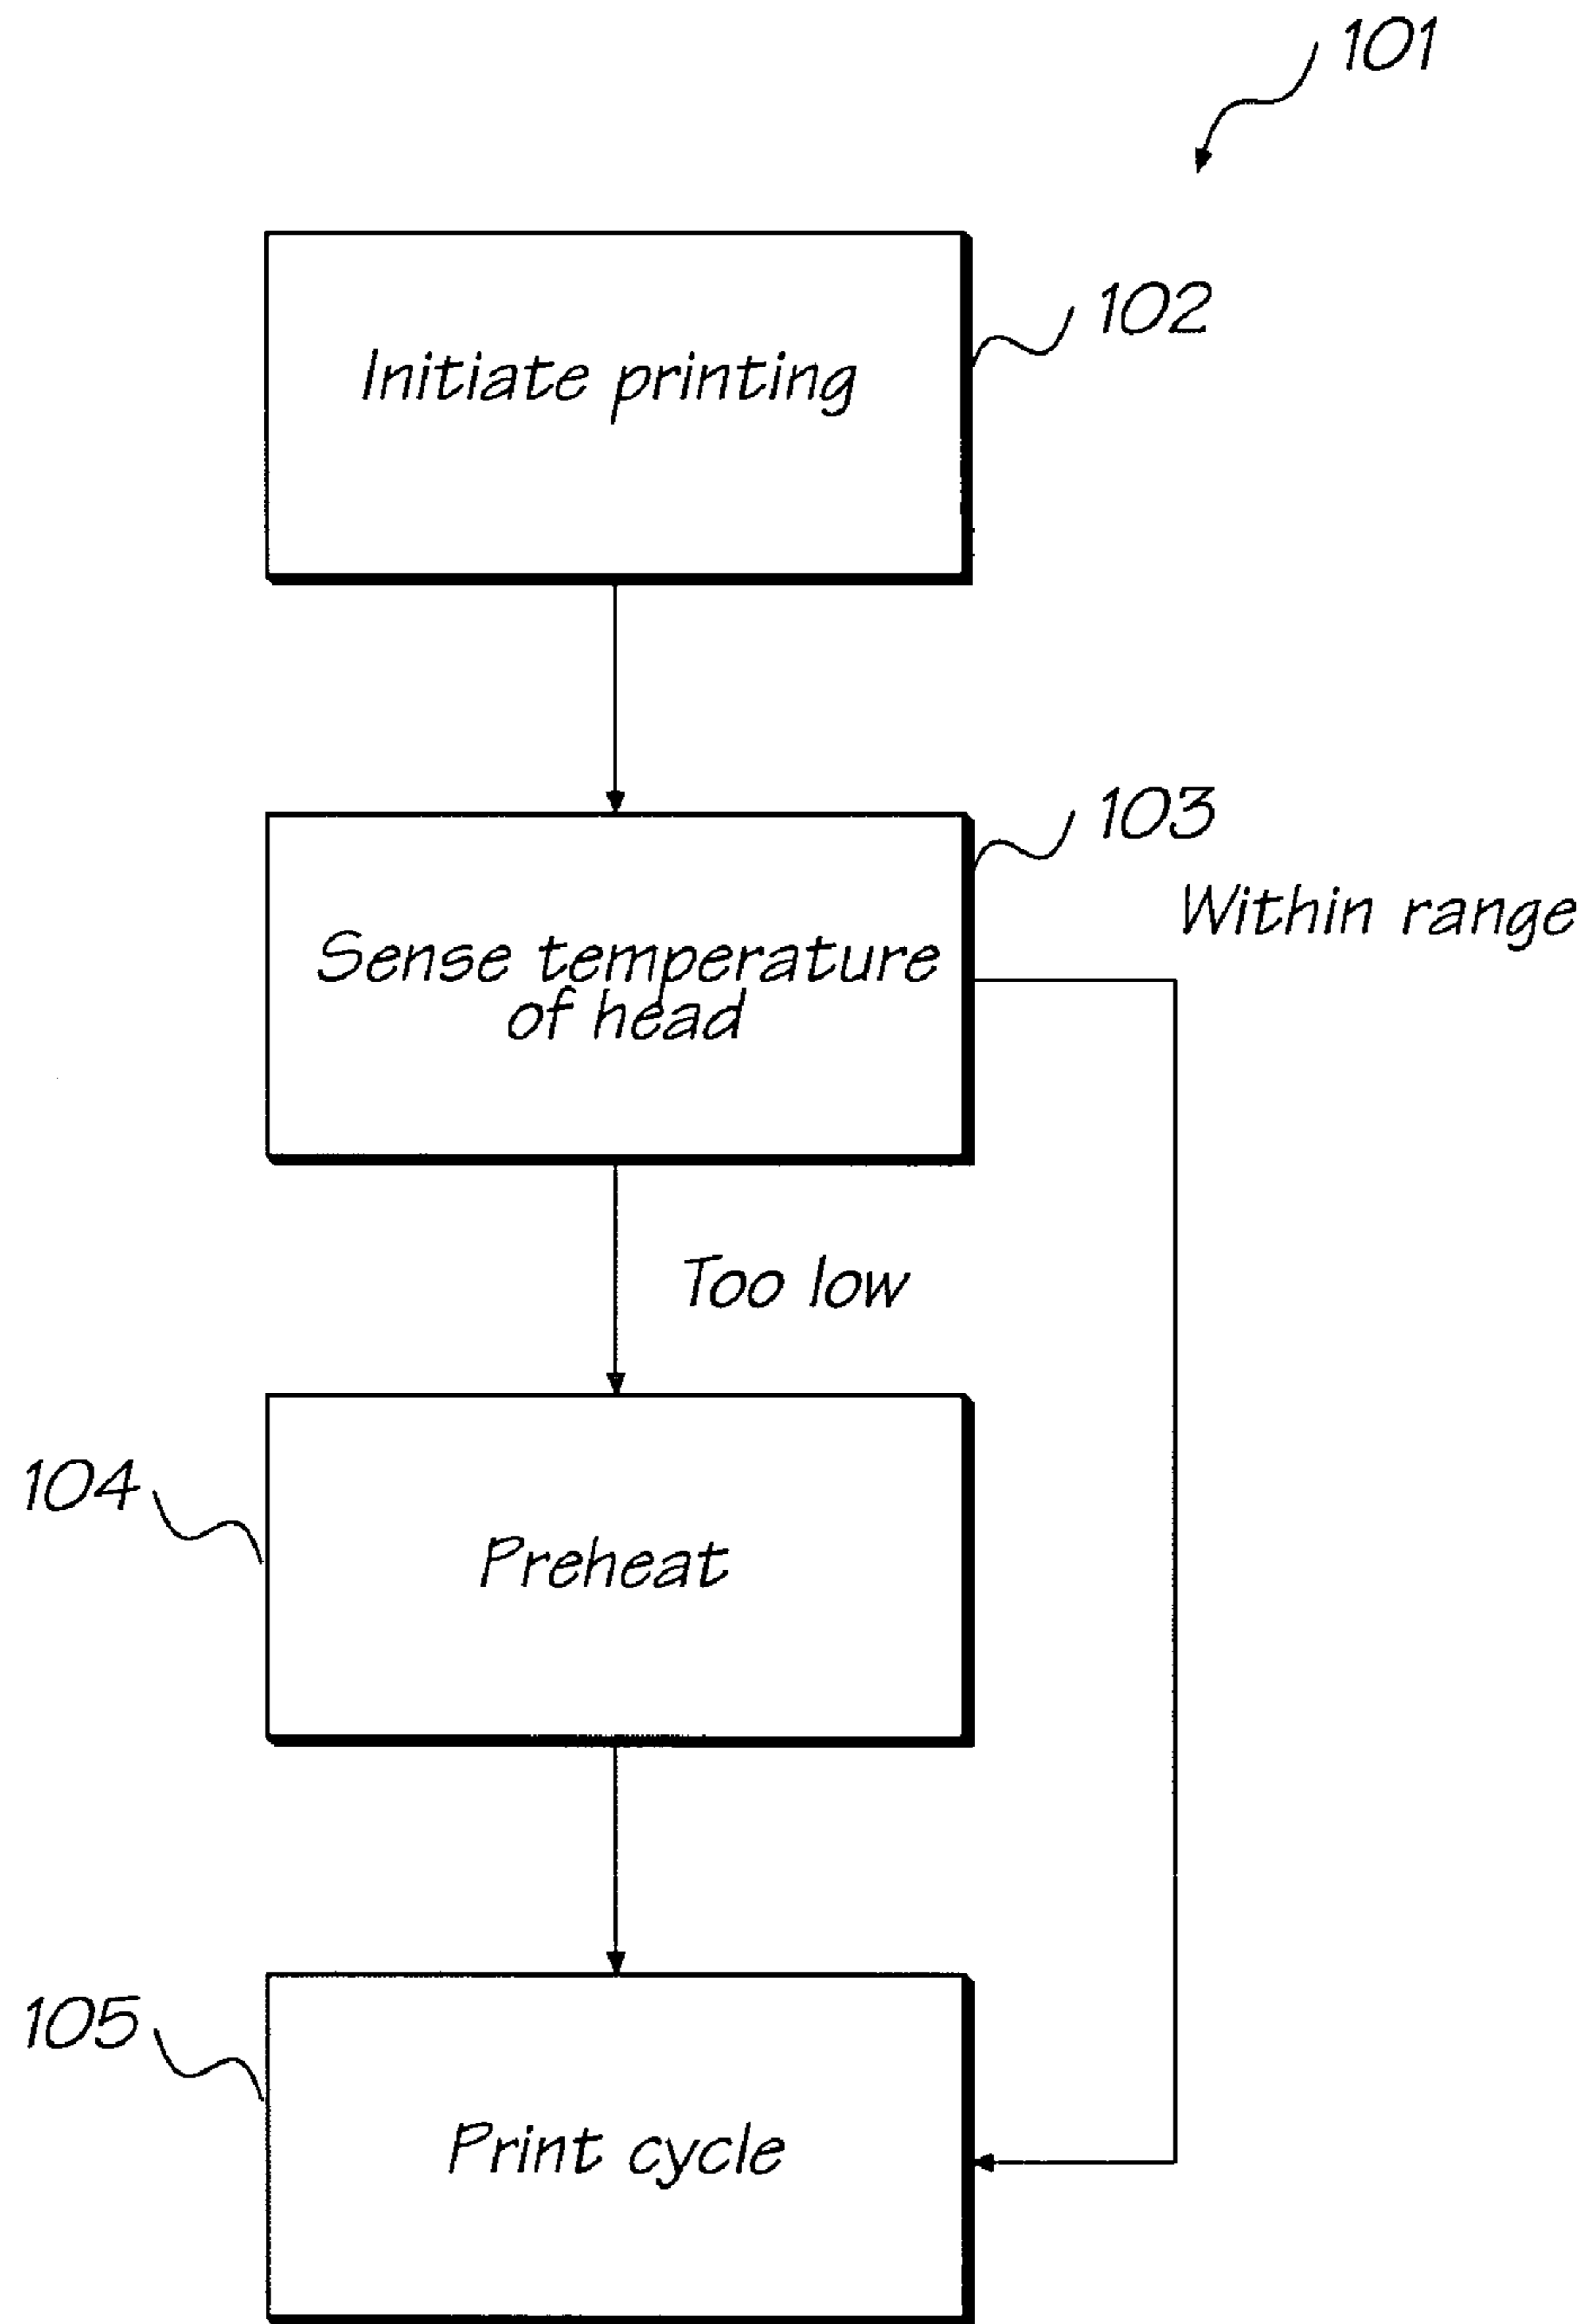 101
Initiate printing
102
103
Within range
Sense temperature
of head
Too low
104
Preheat
105
Print cycle